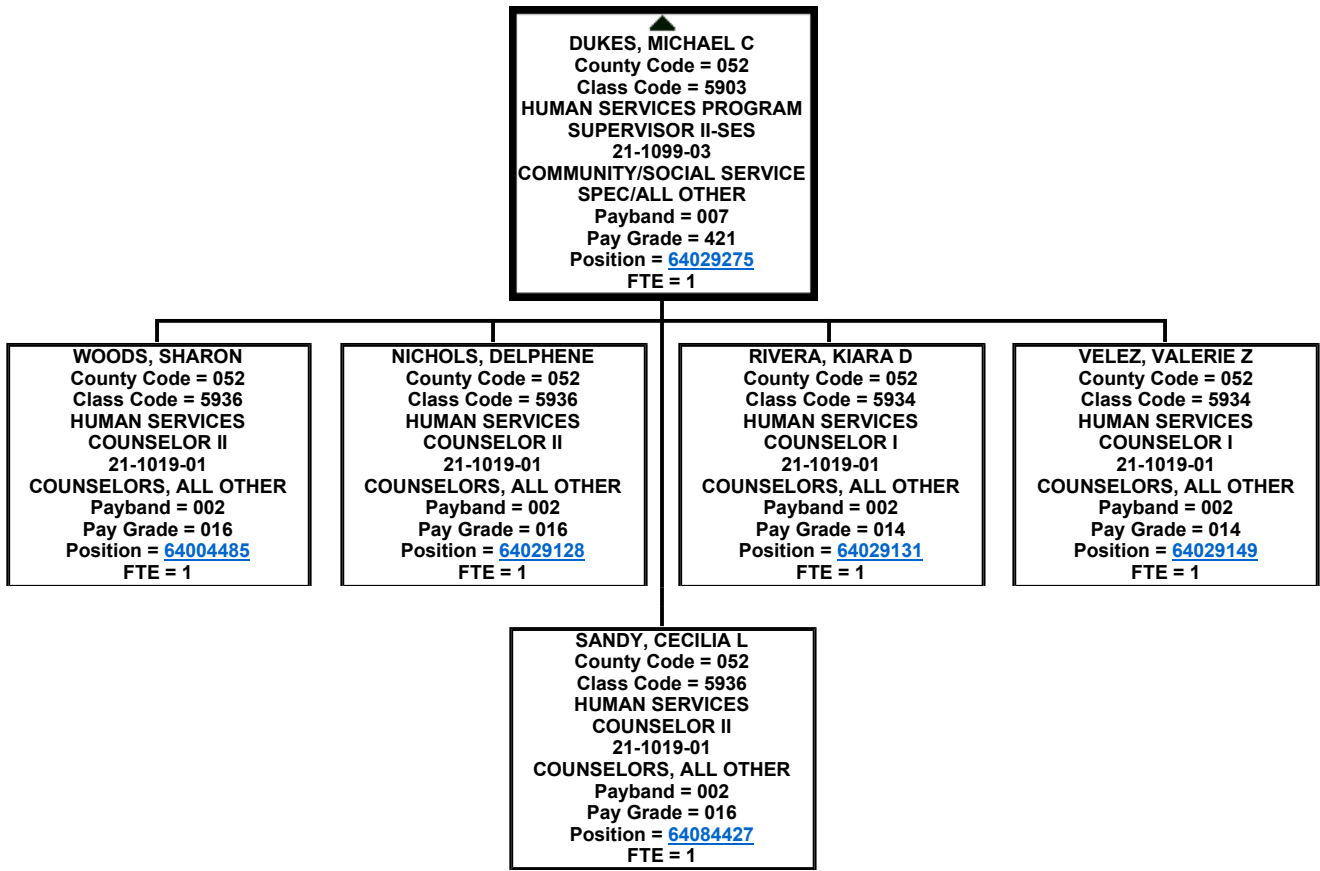 DUKES, MICHAEL C
County Code = 052
Class Code = 5903
HUMAN SERVICES PROGRAM
SUPERVISOR II-SES
21-1099-03
COMMUNITY/SOCIAL SERVICE
SPEC/ALL OTHER
Payband = 007
Pay Grade = 421
Position = 64029275
FTE = 1
WOODS, SHARON
County Code = 052
Class Code = 5936
HUMAN SERVICES
COUNSELOR II
21-1019-01
COUNSELORS, ALL OTHER
Payband = 002
Pay Grade = 016
Position = 64004485
FTE = 1
NICHOLS, DELPHENE
County Code = 052
Class Code = 5936
HUMAN SERVICES
COUNSELOR II
21-1019-01
COUNSELORS, ALL OTHER
Payband = 002
Pay Grade = 016
Position = 64029128
FTE = 1
RIVERA, KIARA D
County Code = 052
Class Code = 5934
HUMAN SERVICES
COUNSELOR I
21-1019-01
COUNSELORS, ALL OTHER
Payband = 002
Pay Grade = 014
Position = 64029131
FTE = 1
VELEZ, VALERIE Z
County Code = 052
Class Code = 5934
HUMAN SERVICES
COUNSELOR I
21-1019-01
COUNSELORS, ALL OTHER
Payband = 002
Pay Grade = 014
Position = 64029149
FTE = 1
SANDY, CECILIA L
County Code = 052
Class Code = 5936
HUMAN SERVICES
COUNSELOR II
21-1019-01
COUNSELORS, ALL OTHER
Payband = 002
Pay Grade = 016
Position = 64084427
FTE = 1